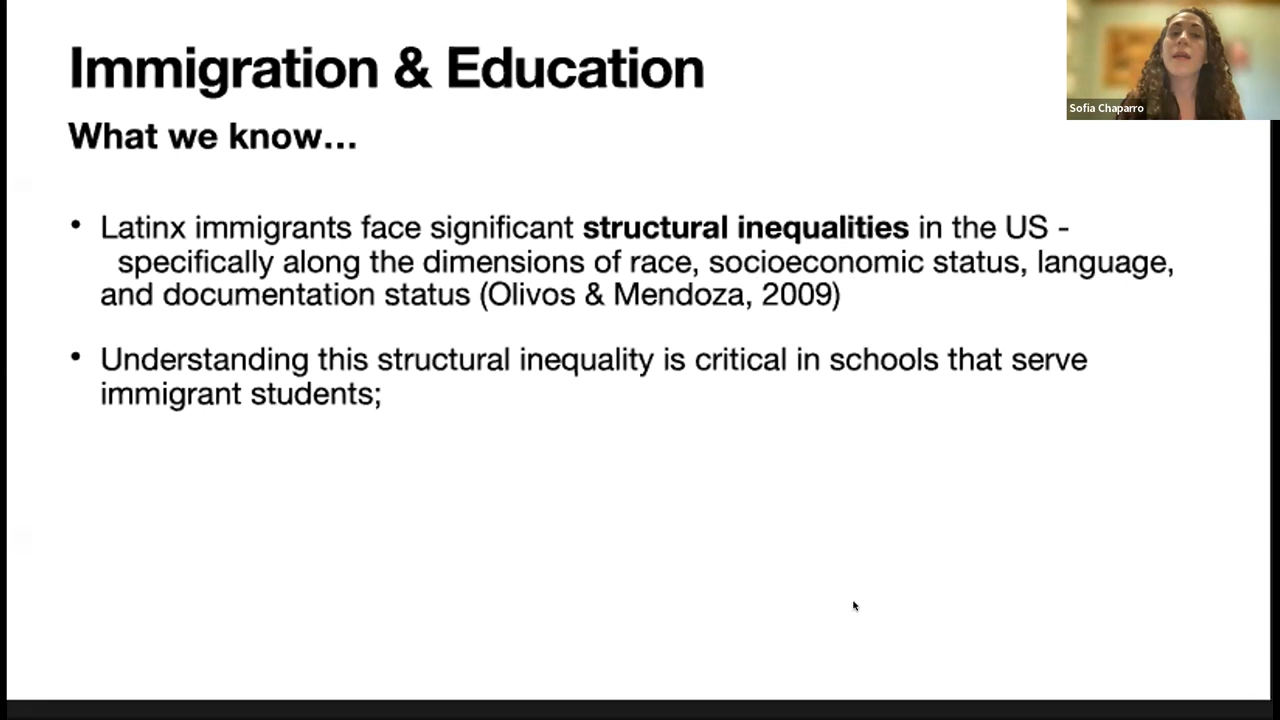 Immigration & Education
Sofia Chaparro
What we know...
• Latinx immigrants face significant structural inequalities in the US -
specifically along the dimensions of race, socioeconomic status, language,
and documentation status (Olivos & Mendoza, 2009)
• Understanding this structural inequality is critical in schools that serve
immigrant students;